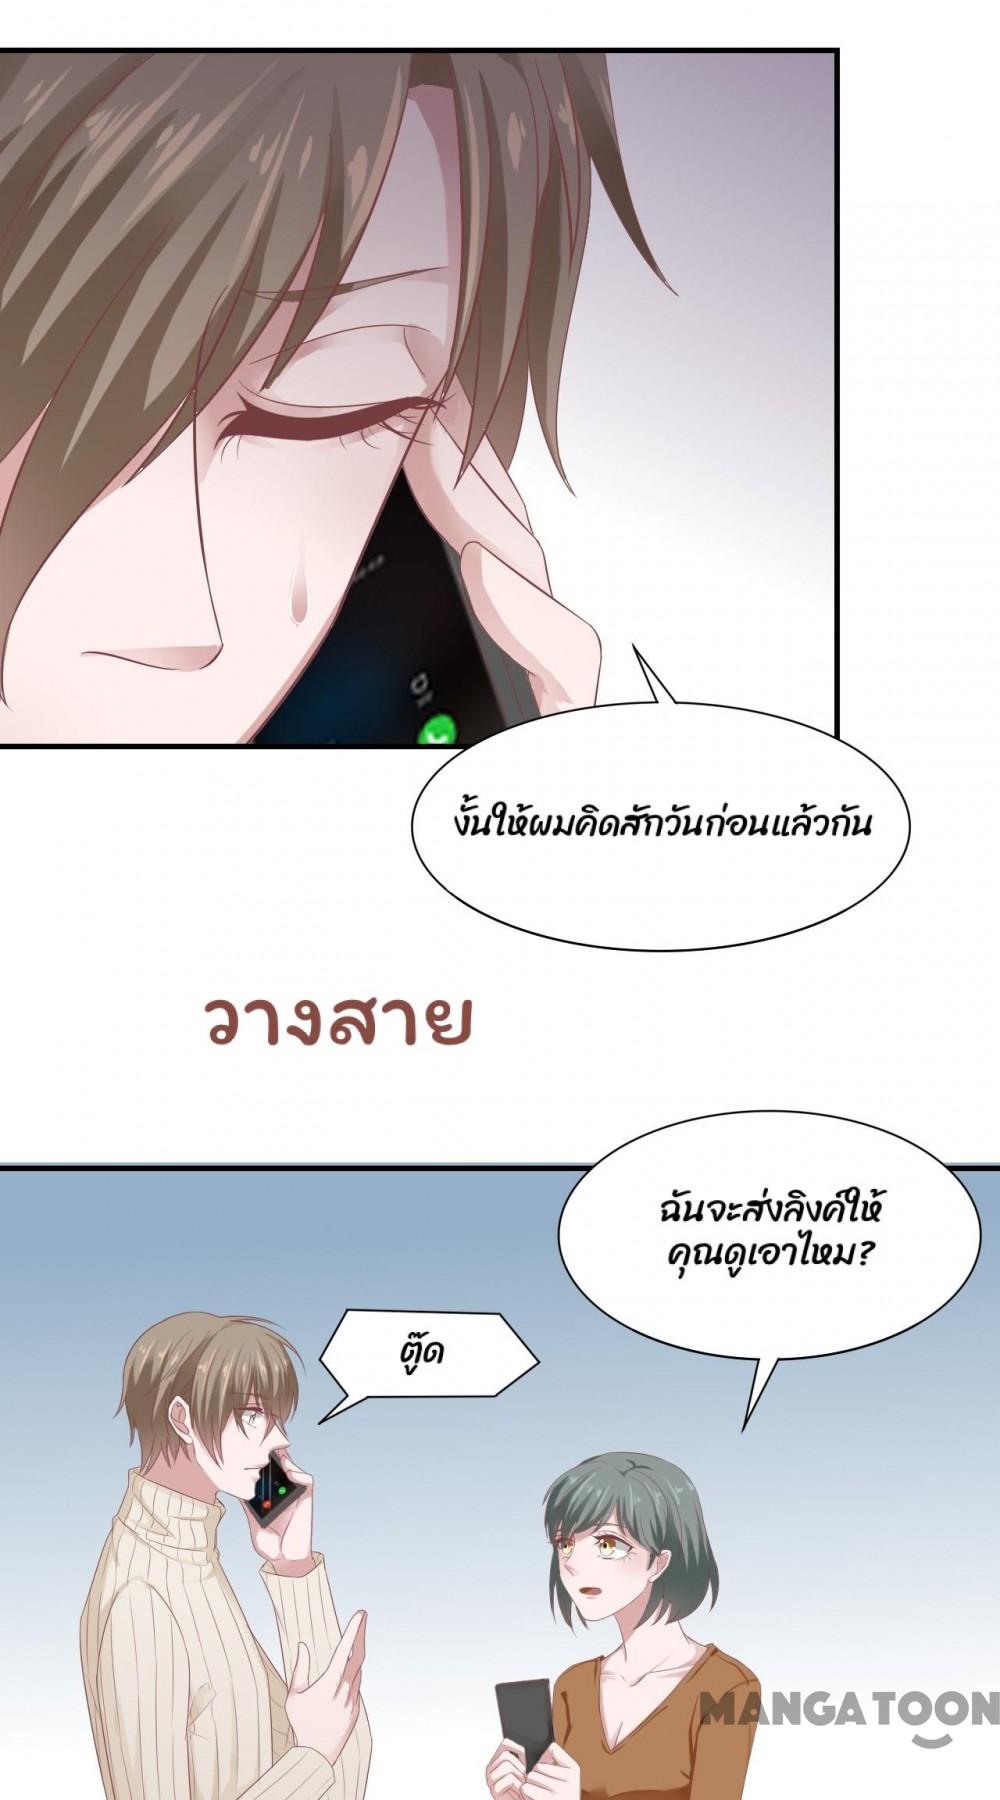 งั้นให้ผมคิดสักวันก่อนแล้วกัน
วางสาย
ฉันจะส่งลิงค์ให้
คุณดูเอาไหม?
ตู๊ด
MANGATOON